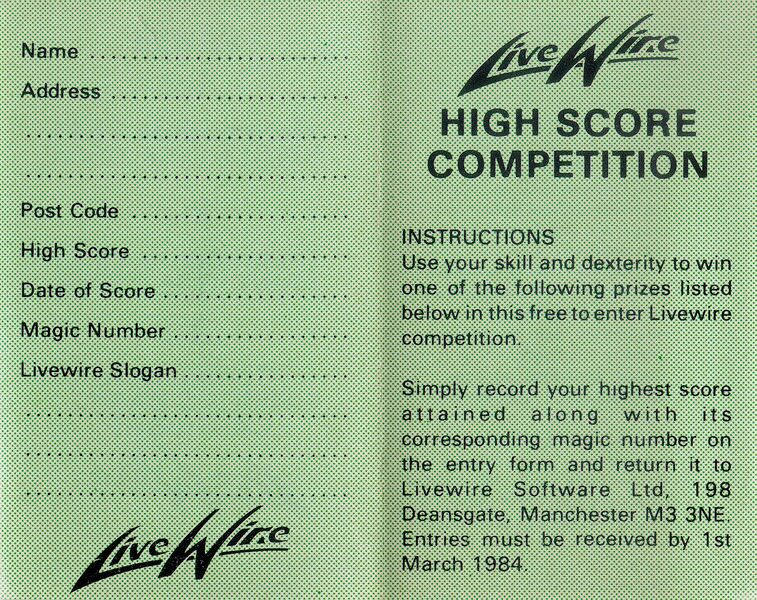 Name ..........................
Address ......................
..............................
..............................
Post Code ....................
High Score ...................
Date of Score ................
Magic Number ...............
Livewire Slogan ..............
..............................
..............................
..............................
LiveWire
LiveWire
HIGH SCORE
COMPETITION
INSTRUCTIONS
Use your skill and dexterity to win
one of the following prizes listed
below in this free to enter Livewire
competition.
Simply record your highest score
attained along with its
corresponding magic number on
the entry form and return it to
Livewire Software Ltd, 198
Deansgate, Manchester M3 3NE.
Entries must be received by 1st
March 1984.